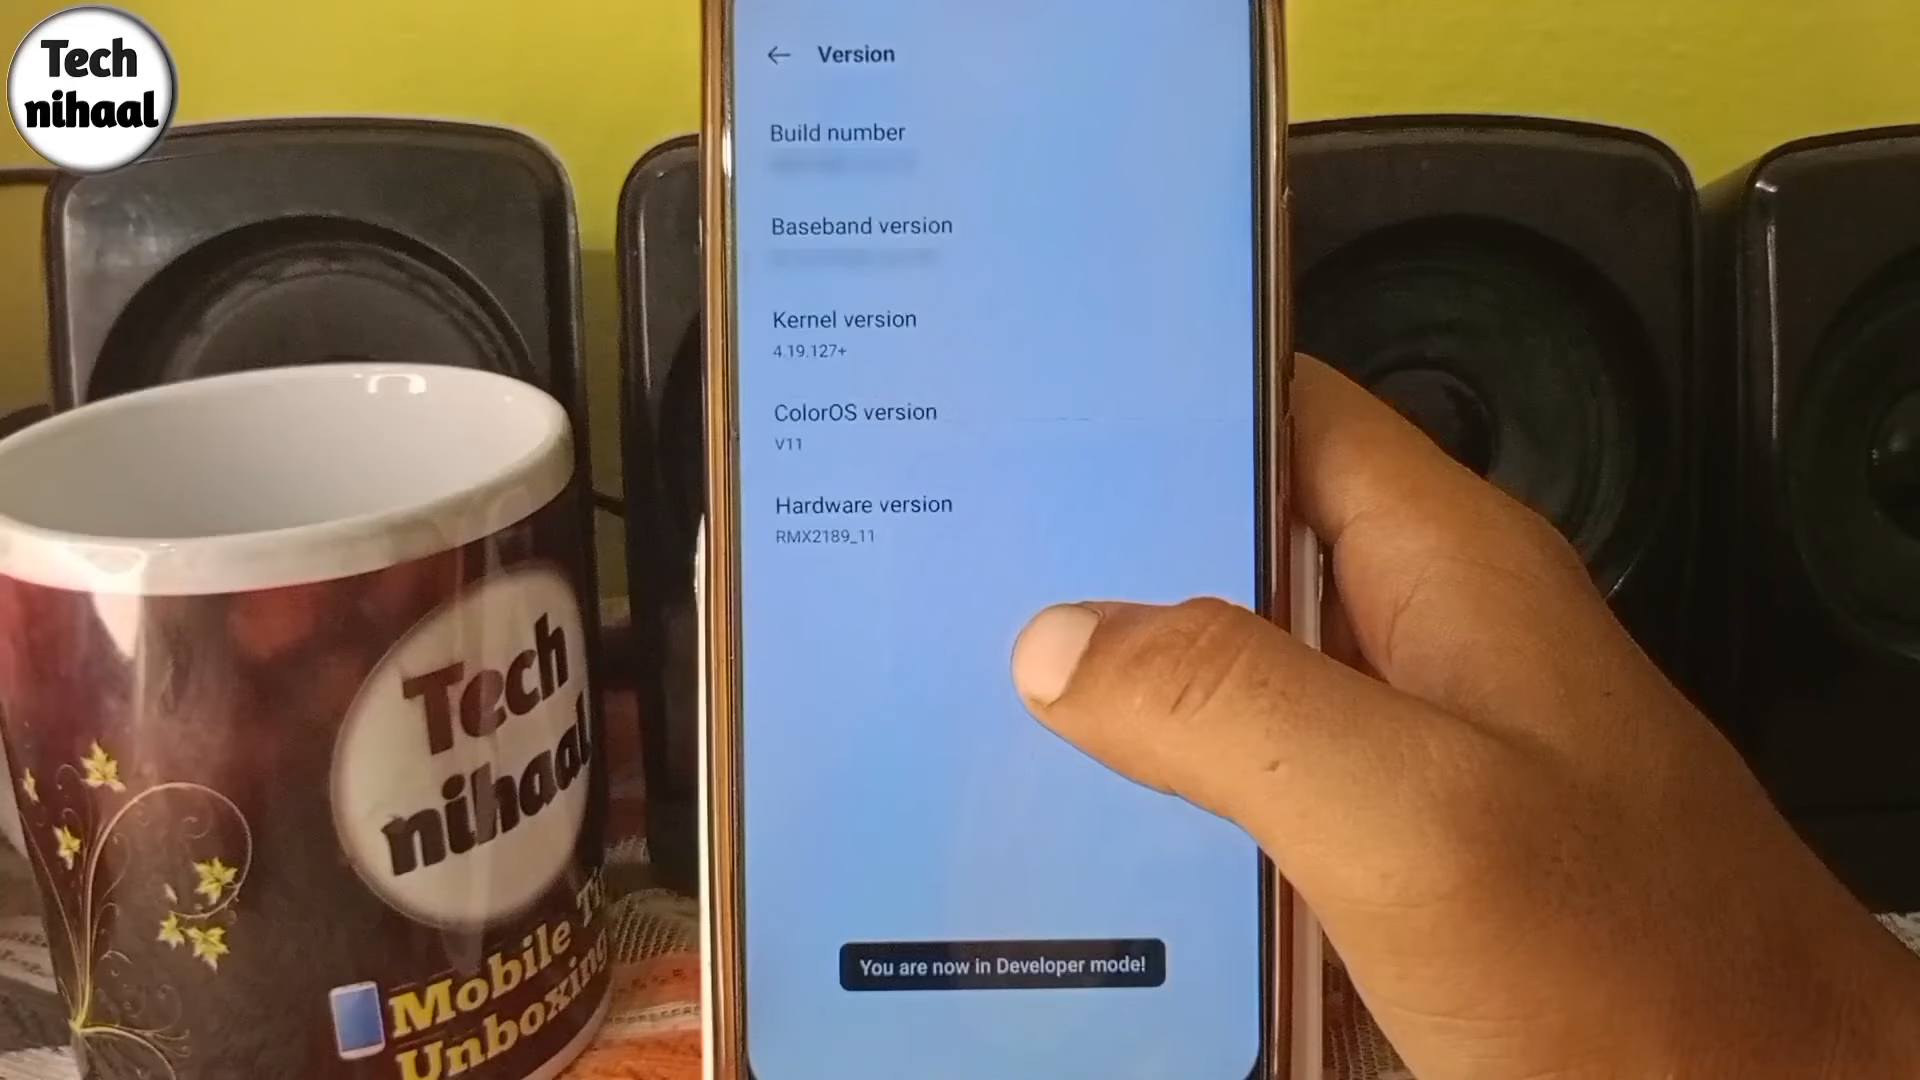 Tech
nihaal
Version
Build number
Baseband version
Kernel version
4.19.127+
ColorOS version
V11
Hardware version
RMX2189_11
You are now in Developer mode!
Tech
nihaal
Mobile
Unboxing